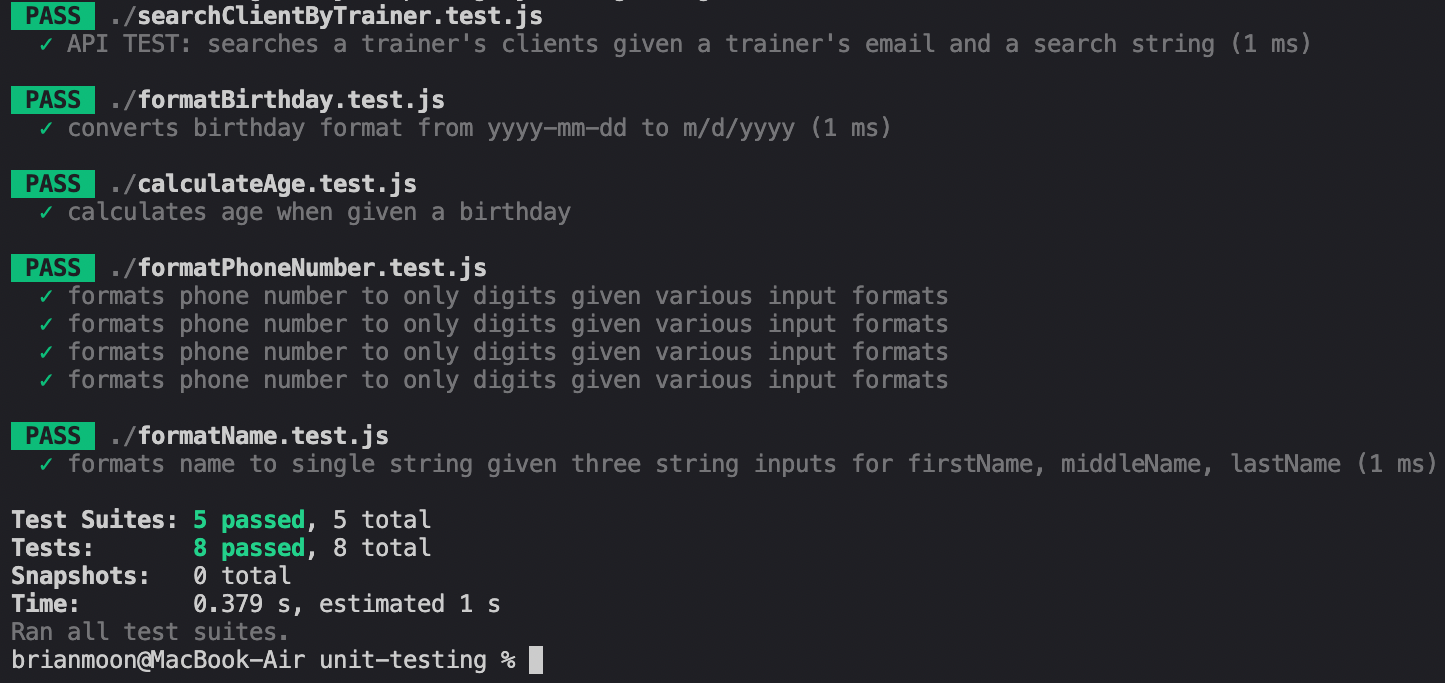 PASS ./searchClientByTrainer.test.js
✓ API TEST: searches a trainer's clients given a trainer's email and a search string (1 ms)
PASS ./formatBirthday.test.js
✓ converts birthday format from yyyy-mm-dd to m/d/yyyy (1 ms)
PASS ./calculateAge.test.js
✓ calculates age when given a birthday
PASS ./formatPhoneNumber.test.js
✓ formats phone number to only digits given various input formats
✓ formats phone number to only digits given various input formats
✓ formats phone number to only digits given various input formats
✓ formats phone number to only digits given various input formats
PASS ./formatName.test.js
✓ formats name to single string given three string inputs for firstName, middleName, lastName (1 ms)
Test Suites: 5 passed, 5 total
Tests: 8 passed, 8 total
Snapshots: 0 total
Time: 0.379 s, estimated 1 s
Ran all test suites.
brianmoon@MacBook-Air unit-testing %